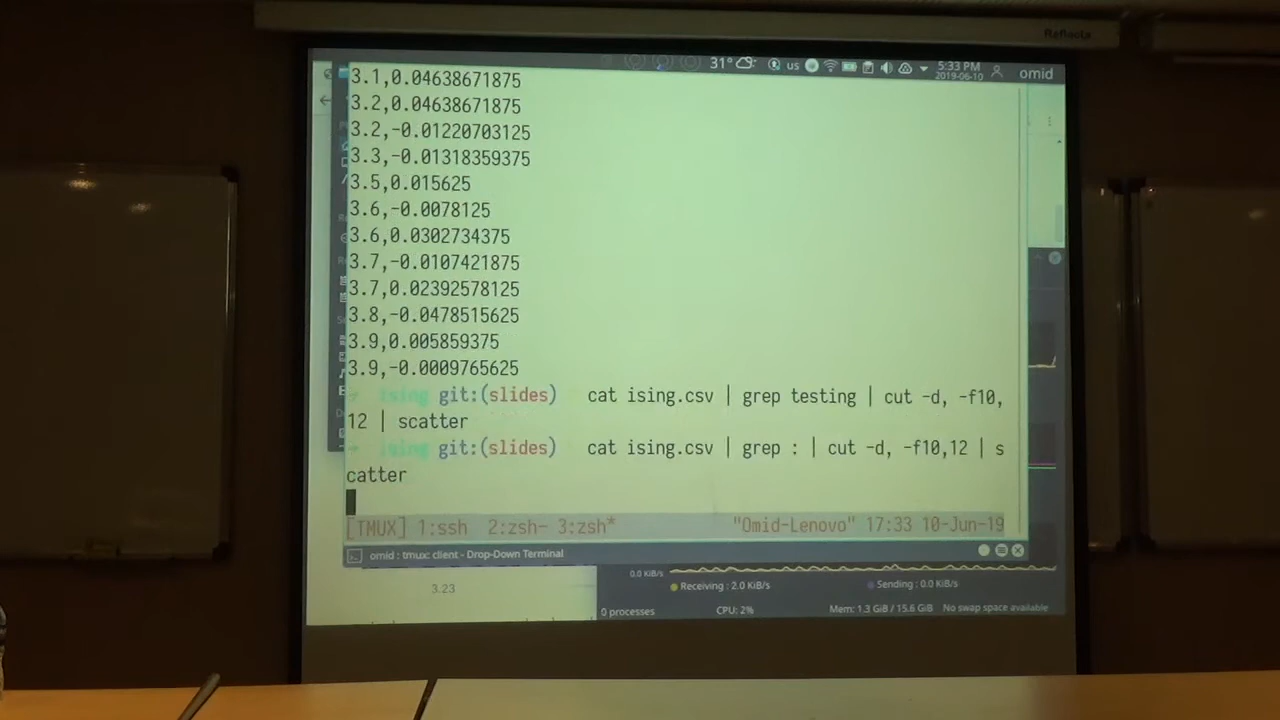 Reflecta
31° us 5:33 PM
2019-06-10 omid
3.1,0.04638671875
3.2,0.04638671875
3.2,-0.01220703125
3.3,-0.01318359375
3.5,0.015625
3.6,-0.0078125
3.6,0.0302734375
3.7,-0.0107421875
3.7,0.02392578125
3.8,-0.0478515625
3.9,0.005859375
3.9,-0.0009765625
ising git:(slides) cat ising.csv | grep testing | cut -d, -f10,
12 | scatter
ising git:(slides) cat ising.csv | grep : | cut -d, -f10,12 | s
catter
[TMUX] 1:ssh 2:zsh- 3:zsh* "Omid-Lenovo" 17:33 10-Jun-19
omid : tmux: client - Drop-Down Terminal
0.0 KiB/s
3.23 Receiving : 2.0 KiB/s Sending : 0.0 KiB/s
0 processes CPU: 2% Mem: 1.3 GiB / 15.6 GiB No swap space available